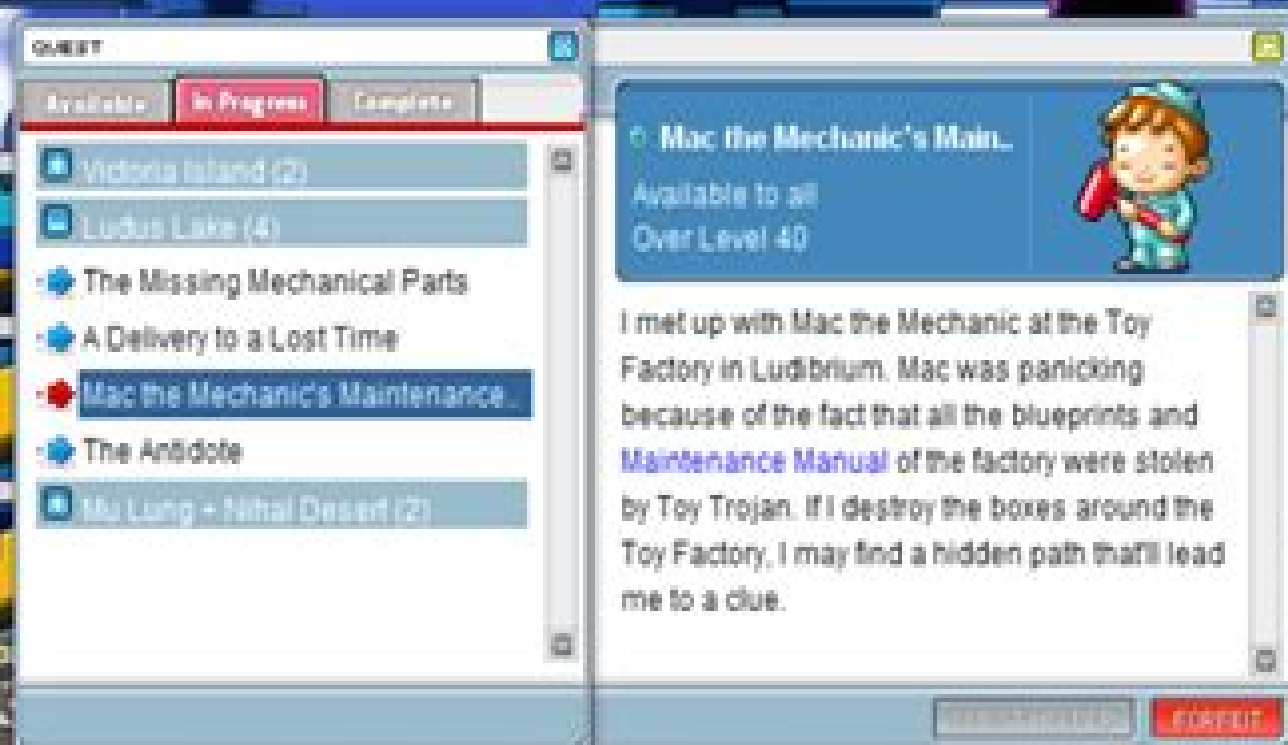 QUEST
Available
In Progress
Complete
Victoria Island (2)
Ludus Lake (4)
The Missing Mechanical Parts
A Delivery to a Lost Time
Mac the Mechanic's Maintenance..
The Antidote
Mu Lung + Nihal Desert (2)
Mac the Mechanic's Main..
Available to all
Over Level 40
I met up with Mac the Mechanic at the Toy
Factory in Ludibrium. Mac was panicking
because of the fact that all the blueprints and
Maintenance Manual of the factory were stolen
by Toy Trojan. If I destroy the boxes around the
Toy Factory, I may find a hidden path that'll lead
me to a clue.
FORFEIT